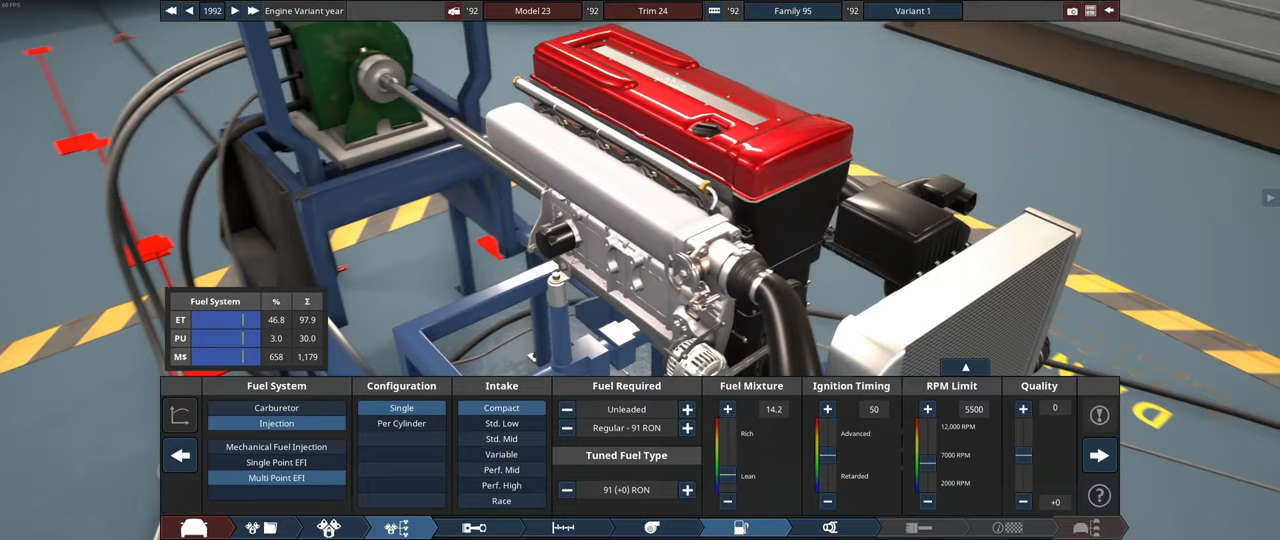 60 FPS
1992 Engine Variant year '92 Model 23 '92 Trim 24 '92 Family 95 '92 Variant 1
Fuel System % Σ
ET 46.8 97.9
PU 3.0 30.0
M$ 658 1,179
Fuel System Configuration Intake Fuel Required Fuel Mixture Ignition Timing RPM Limit Quality
Carburetor Single Compact Unleaded 14.2 50 5500 0
Injection Per Cylinder Std. Low Regular - 91 RON 12,000 RPM
Std. Mid Rich Advanced
Mechanical Fuel Injection Variable Tuned Fuel Type 7000 RPM
Single Point EFI Perf. Mid
Multi Point EFI Perf. High 91 (+0) RON Lean Retarded 2000 RPM
Race +0